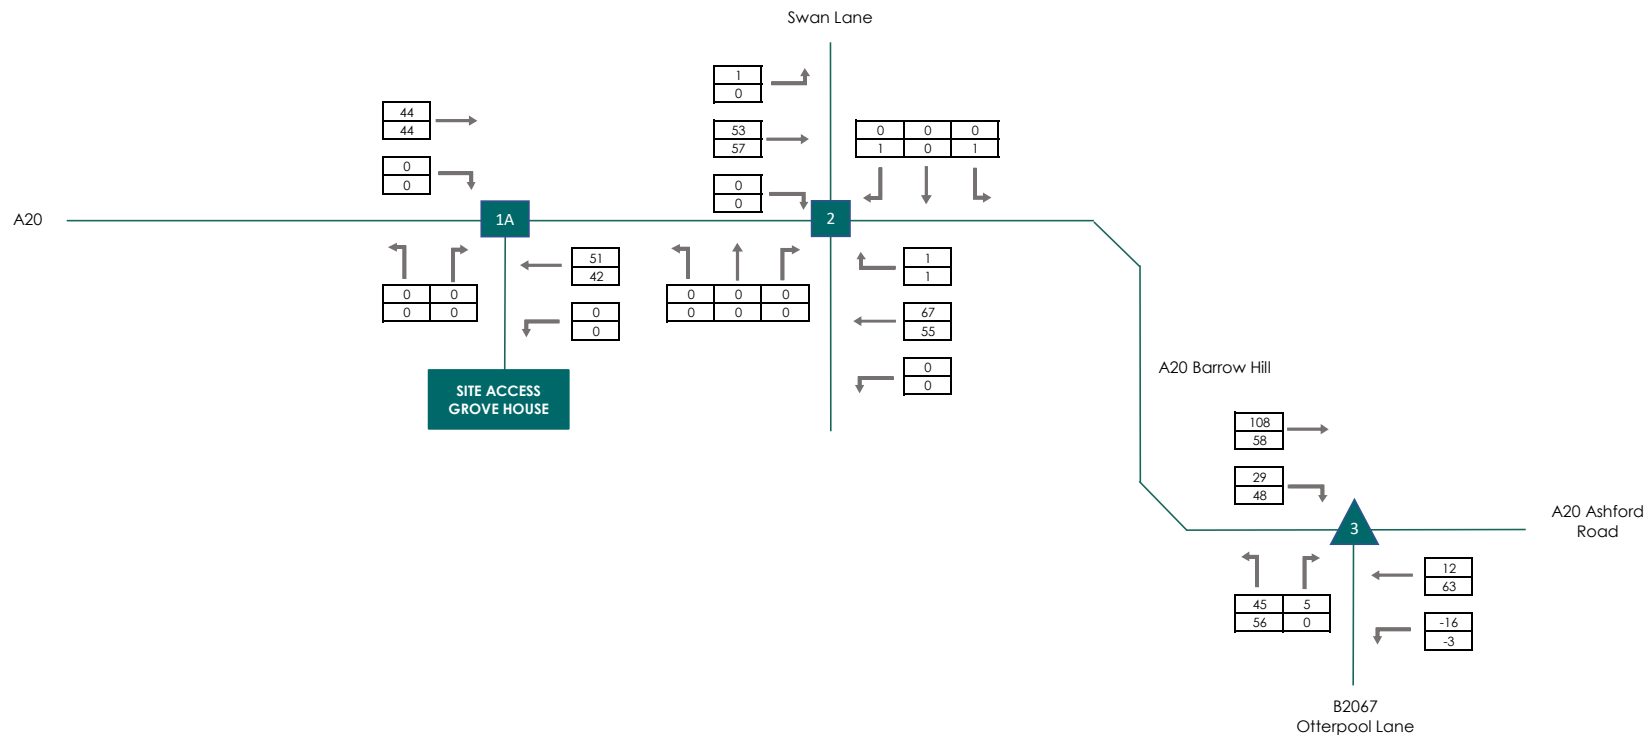 Swan Lane
1
0
44
44
53
57
0 0 0
1 0 1
0
0
0
0
A20
1A
2
51
42
1
1
0 0
0 0
0 0 0
0 0 0
0
0
67
55
0
0
A20 Barrow Hill
SITE ACCESS
GROVE HOUSE
108
58
29
48
A20 Ashford
Road
3
12
63
45 5
56 0
-16
-3
B2067
Otterpool Lane